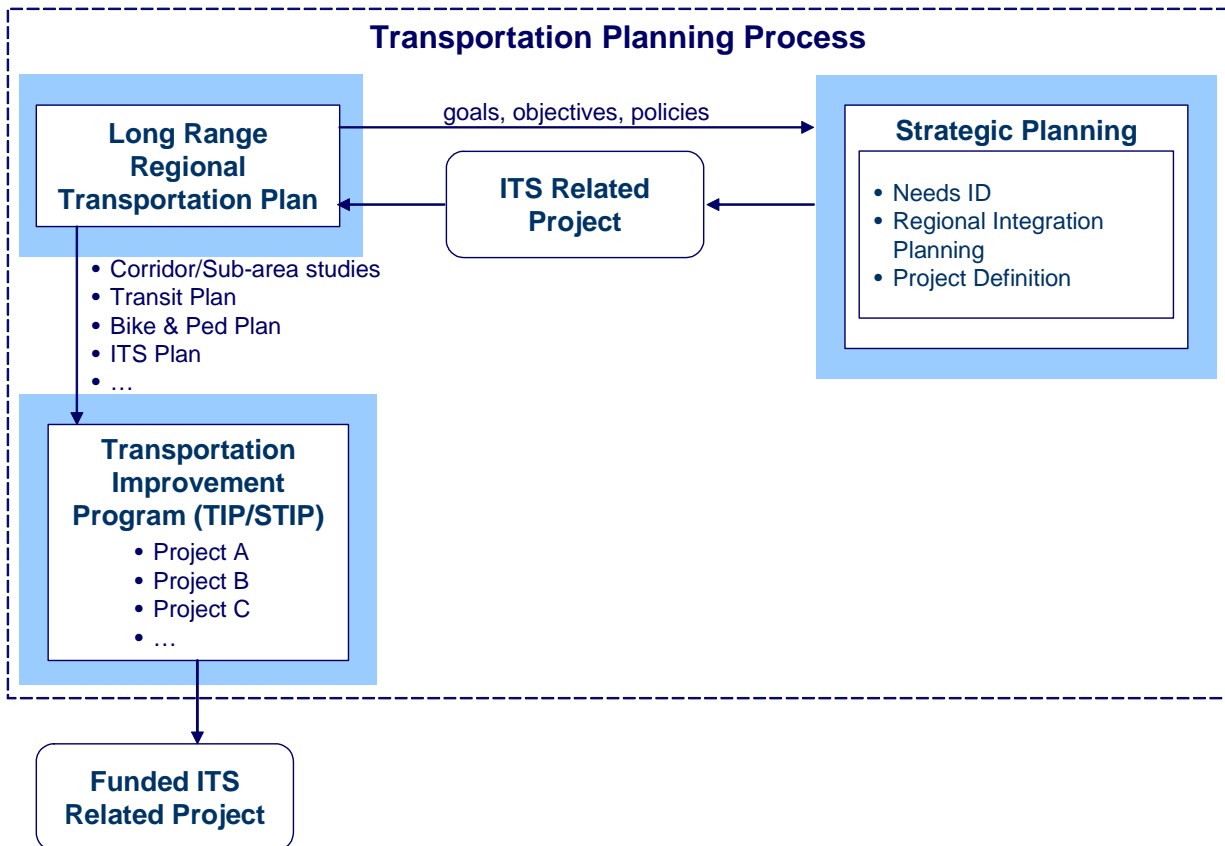 Transportation Planning Process
Long Range
Regional
Transportation Plan
goals, objectives, policies
ITS Related
Project
Strategic Planning
• Needs ID
• Regional Integration
Planning
• Project Definition
• Corridor/Sub-area studies
• Transit Plan
• Bike & Ped Plan
• ITS Plan
• …
Transportation
Improvement
Program (TIP/STIP)
• Project A
• Project B
• Project C
• …
Funded ITS
Related Project